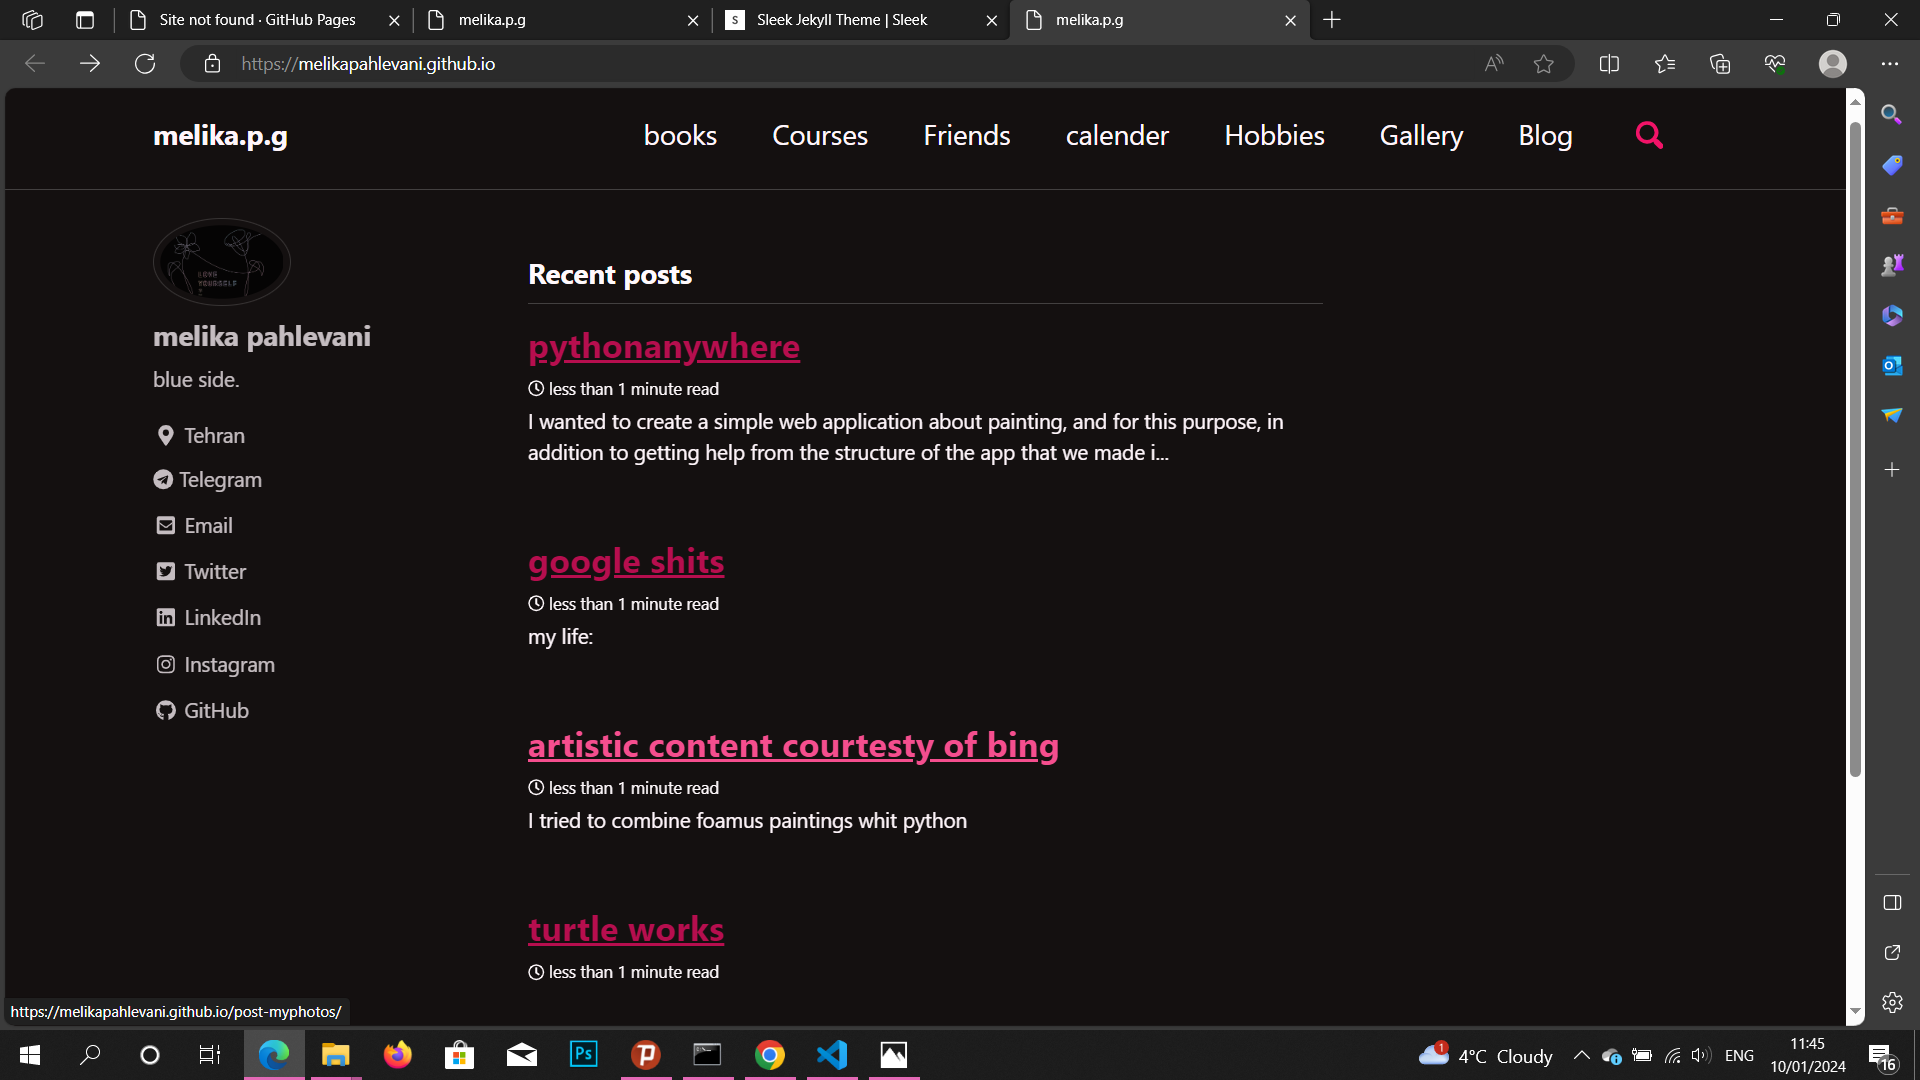 Site not found · GitHub Pages
melika.p.g
Sleek Jekyll Theme | Sleek
melika.p.g
https://melikapahlevani.github.io
melika.p.g
books Courses Friends calender Hobbies Gallery Blog
LOVE
YOURSELF
melika pahlevani
blue side.
Tehran
Telegram
Email
Twitter
LinkedIn
Instagram
GitHub
Recent posts
pythonanywhere
less than 1 minute read
I wanted to create a simple web application about painting, and for this purpose, in
addition to getting help from the structure of the app that we made i...
google shits
less than 1 minute read
my life:
artistic content courtesty of bing
less than 1 minute read
I tried to combine foamus paintings whit python
turtle works
less than 1 minute read
https://melikapahlevani.github.io/post-myphotos/
Ps
1
4°C Cloudy
ENG
11:45
10/01/2024
16